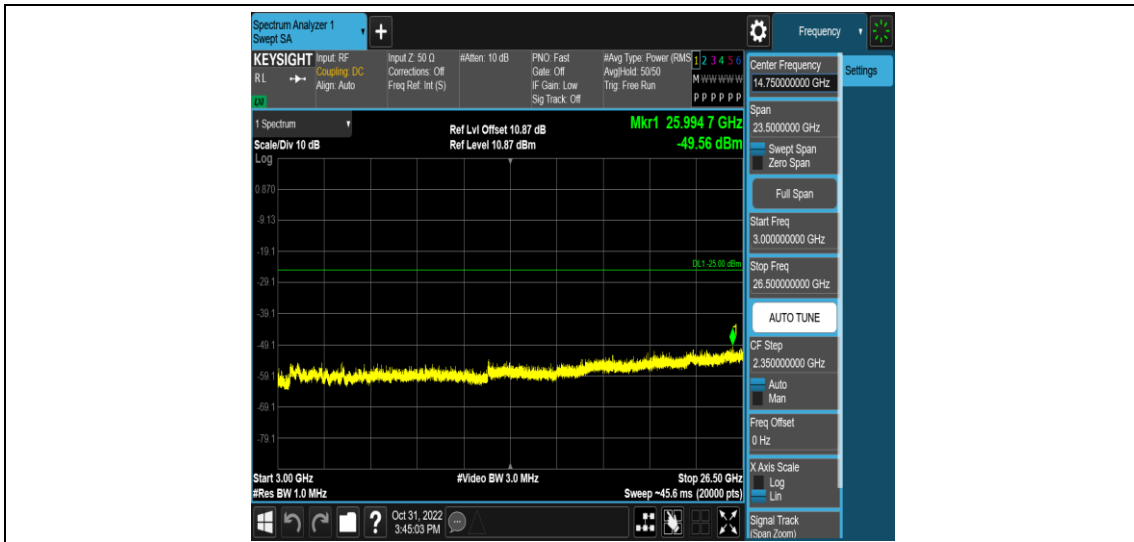 Spectrum Analyzer 1
Swept SA
+
Frequency
KEYSIGHT
RL
LXI
Input: RF
Coupling: DC
Align: Auto
Input Z: 50 Ω
Corrections: Off
Freq Ref: Int (S)
#Atten: 10 dB
PNO: Fast
Gate: Off
IF Gain: Low
Sig Track: Off
#Avg Type: Power (RMS
Avg|Hold: 50/50
Trig: Free Run
1 2 3 4 5 6
M W W W W W
P P P P P P
1 Spectrum
Scale/Div 10 dB
Log
Ref Lvl Offset 10.87 dB
Ref Level 10.87 dBm
Mkr1 25.994 7 GHz
-49.56 dBm
0.870
-9.13
-19.1
DL1 -25.00 dBm
-29.1
-39.1
1
-49.1
-59.1
-69.1
-79.1
Start 3.00 GHz
#Res BW 1.0 MHz
#Video BW 3.0 MHz
Stop 26.50 GHz
Sweep ~45.6 ms (20000 pts)
Center Frequency
14.750000000 GHz
Settings
Span
23.5000000 GHz
Swept Span
Zero Span
Full Span
Start Freq
3.000000000 GHz
Stop Freq
26.500000000 GHz
AUTO TUNE
CF Step
2.350000000 GHz
Auto
Man
Freq Offset
0 Hz
X Axis Scale
Log
Lin
Signal Track
(Span Zoom)
?
Oct 31, 2022
3:45:03 PM